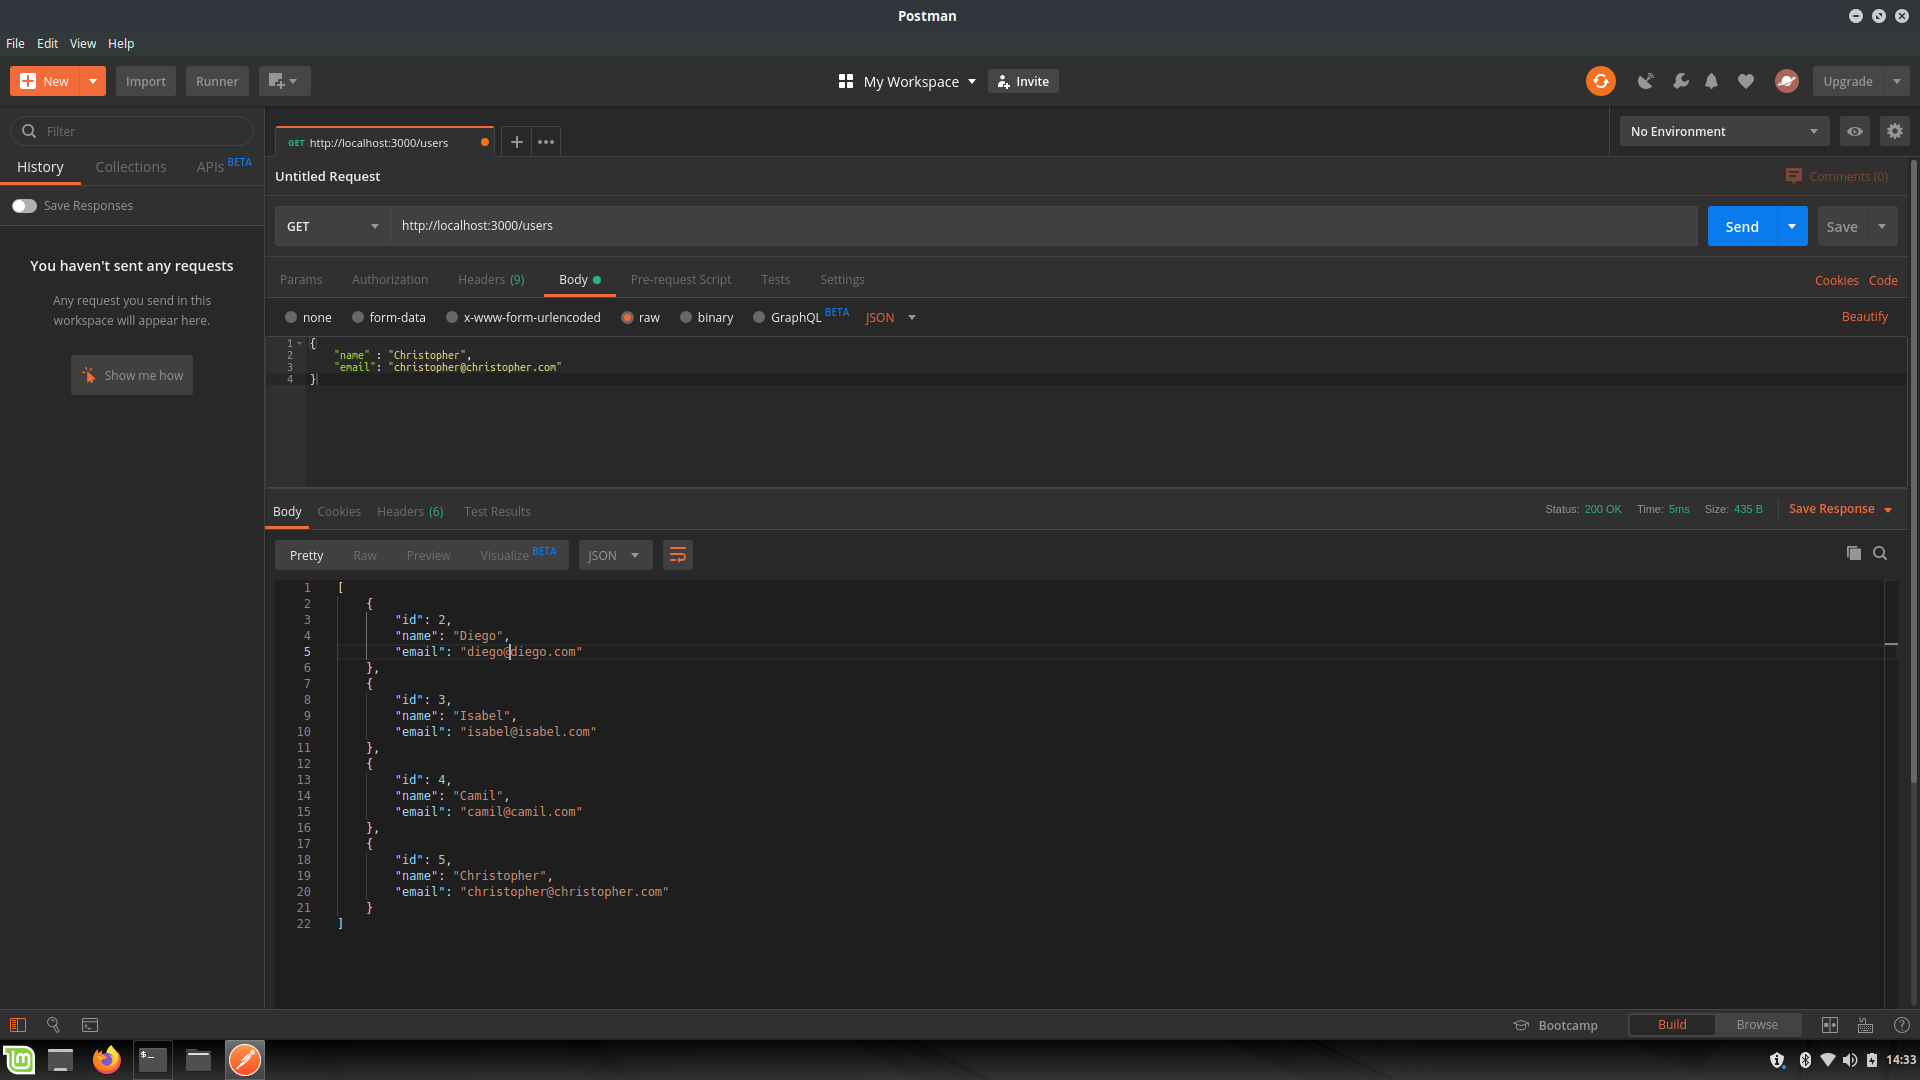 Postman
File Edit View Help
New Import Runner My Workspace Invite Upgrade
Filter
History Collections APIs BETA
Save Responses
You haven't sent any requests
Any request you send in this
workspace will appear here.
Show me how
GET http://localhost:3000/users
No Environment
Untitled Request Comments (0)
GET http://localhost:3000/users Send Save
Params Authorization Headers (9) Body Pre-request Script Tests Settings Cookies Code
none form-data x-www-form-urlencoded raw binary GraphQL BETA JSON Beautify
1 {
2 "name" : "Christopher",
3 "email": "christopher@christopher.com"
4 }
Body Cookies Headers (6) Test Results Status: 200 OK Time: 5ms Size: 435 B Save Response
Pretty Raw Preview Visualize BETA JSON
1 [
2 {
3 "id": 2,
4 "name": "Diego",
5 "email": "diego@diego.com"
6 },
7 {
8 "id": 3,
9 "name": "Isabel",
10 "email": "isabel@isabel.com"
11 },
12 {
13 "id": 4,
14 "name": "Camil",
15 "email": "camil@camil.com"
16 },
17 {
18 "id": 5,
19 "name": "Christopher",
20 "email": "christopher@christopher.com"
21 }
22 ]
Bootcamp Build Browse
14:33